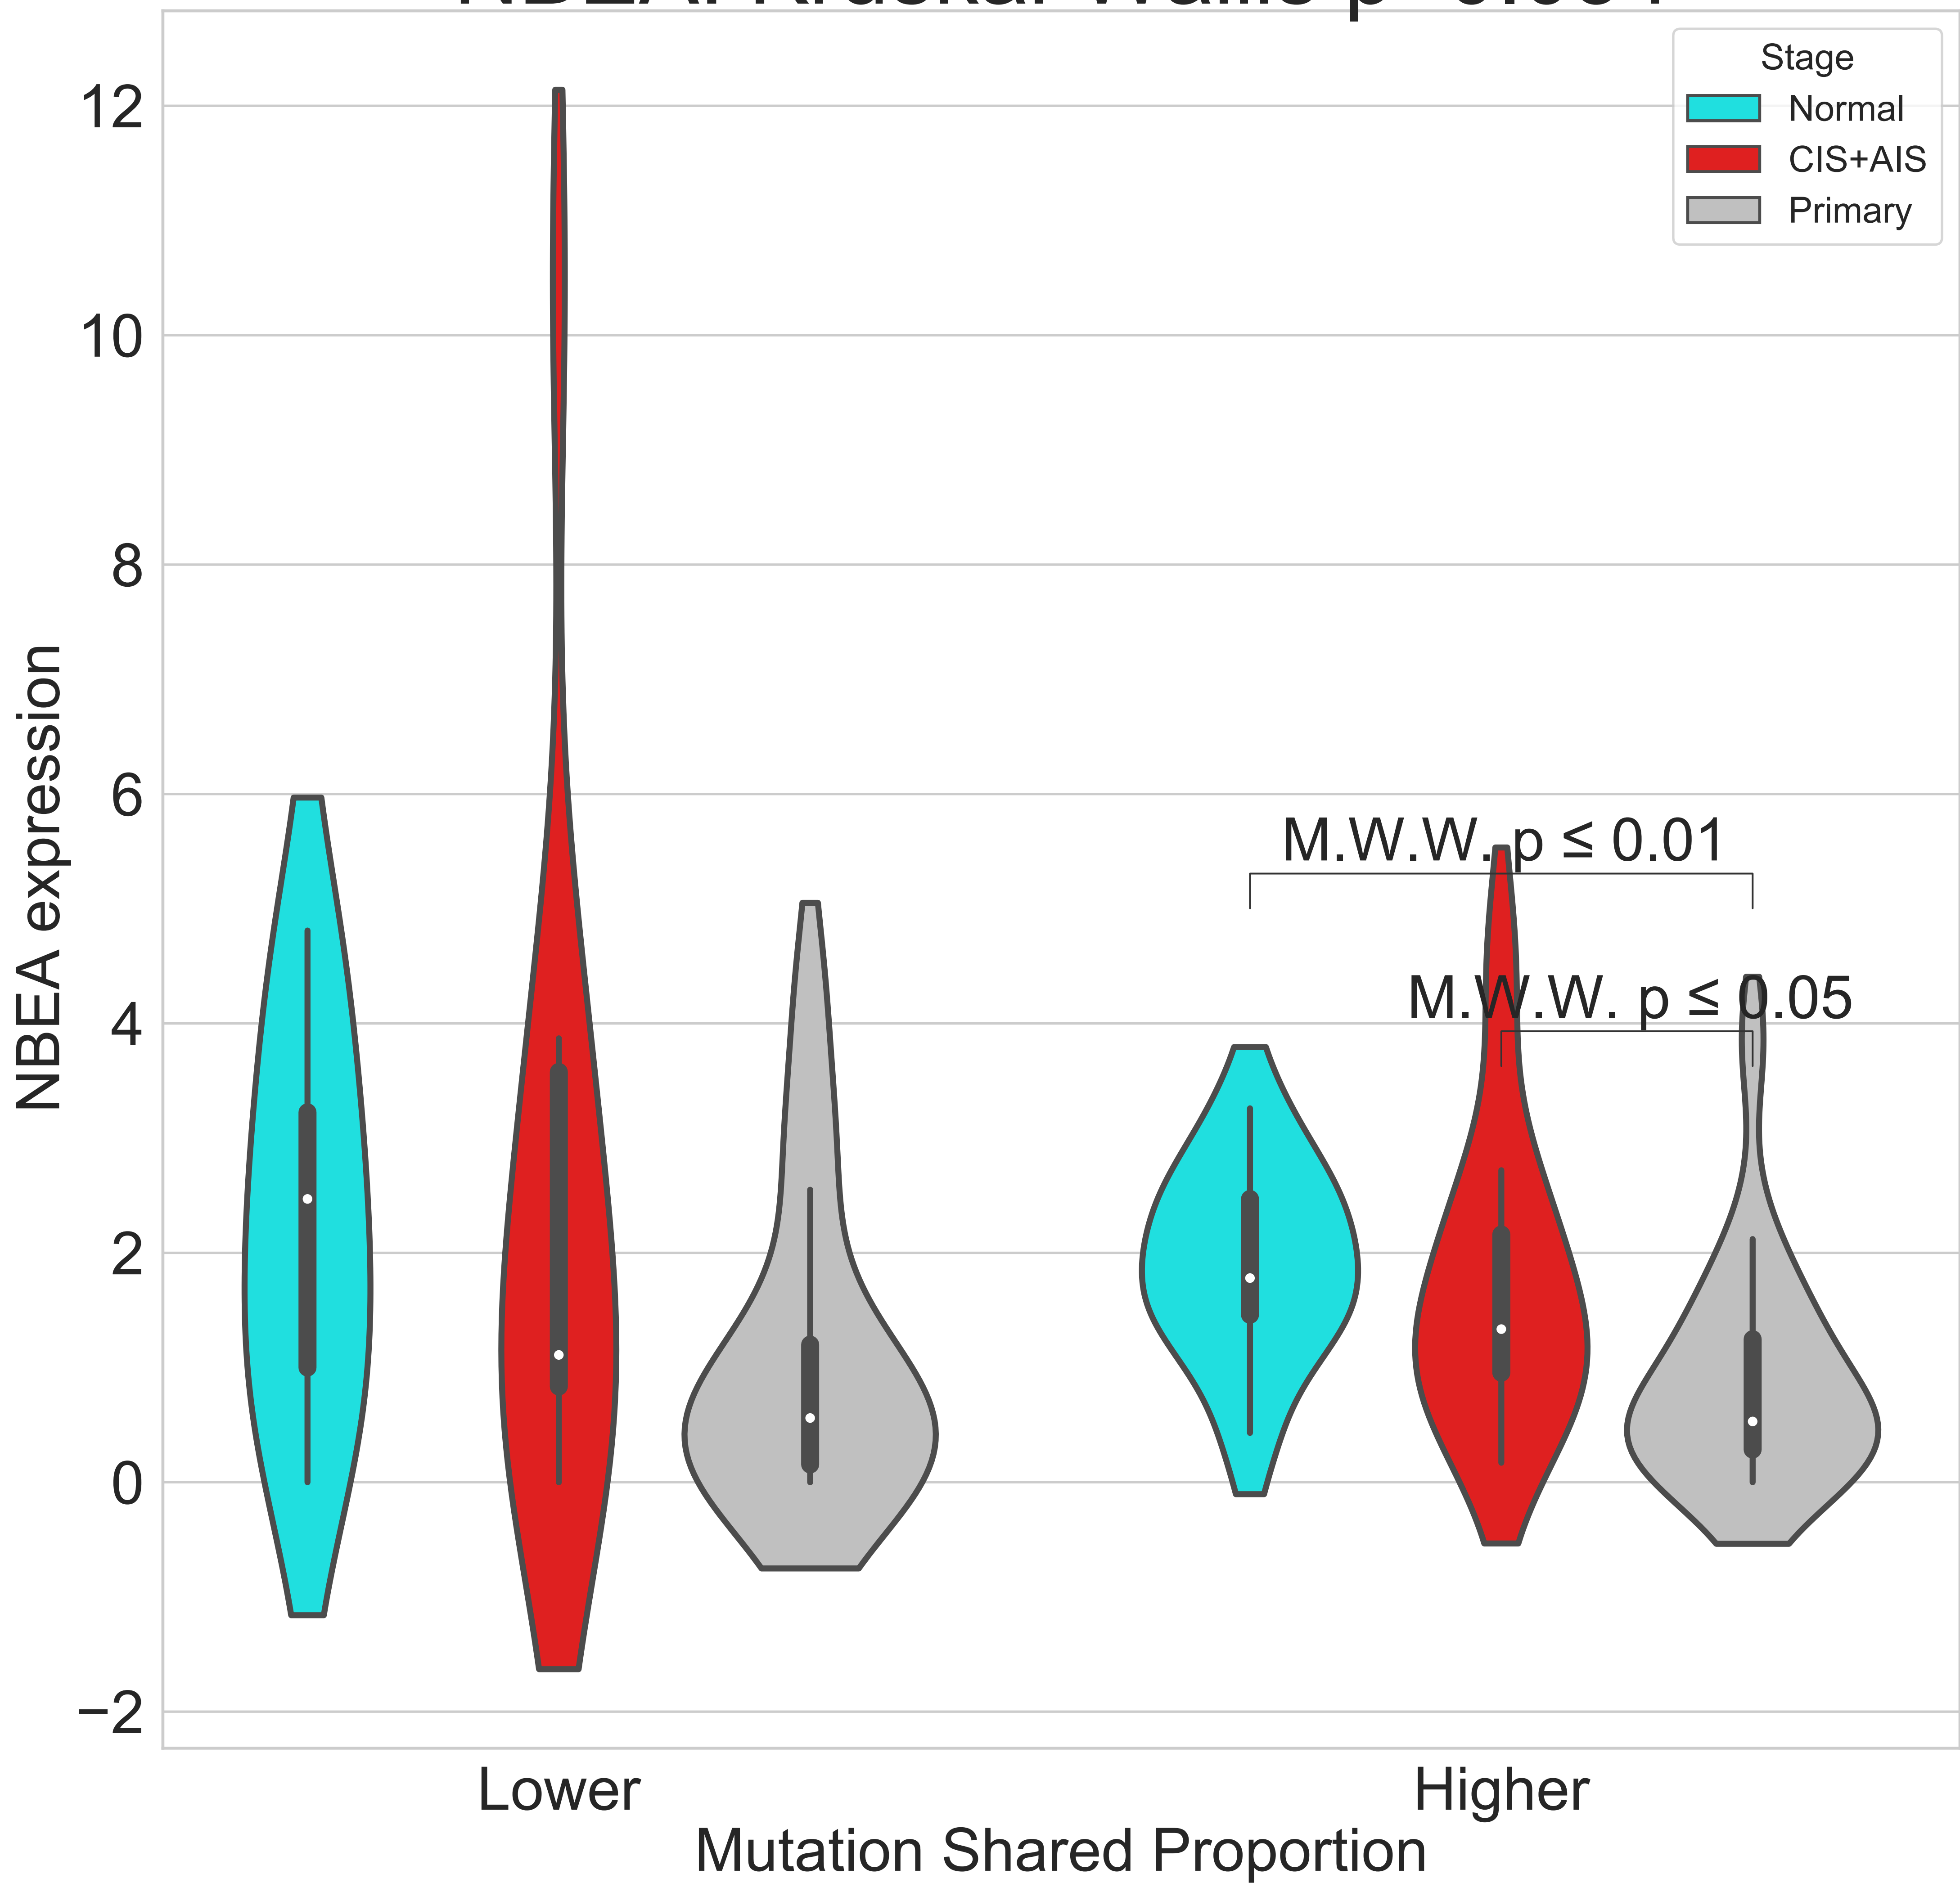 Stage
Normal
CIS+AIS
Primary
12
10
8
6
4
2
0
−2
NBEA expression
M.W.W. p ≤ 0.01
M.W.W. p ≤ 0.05
Lower
Higher
Mutation Shared Proportion